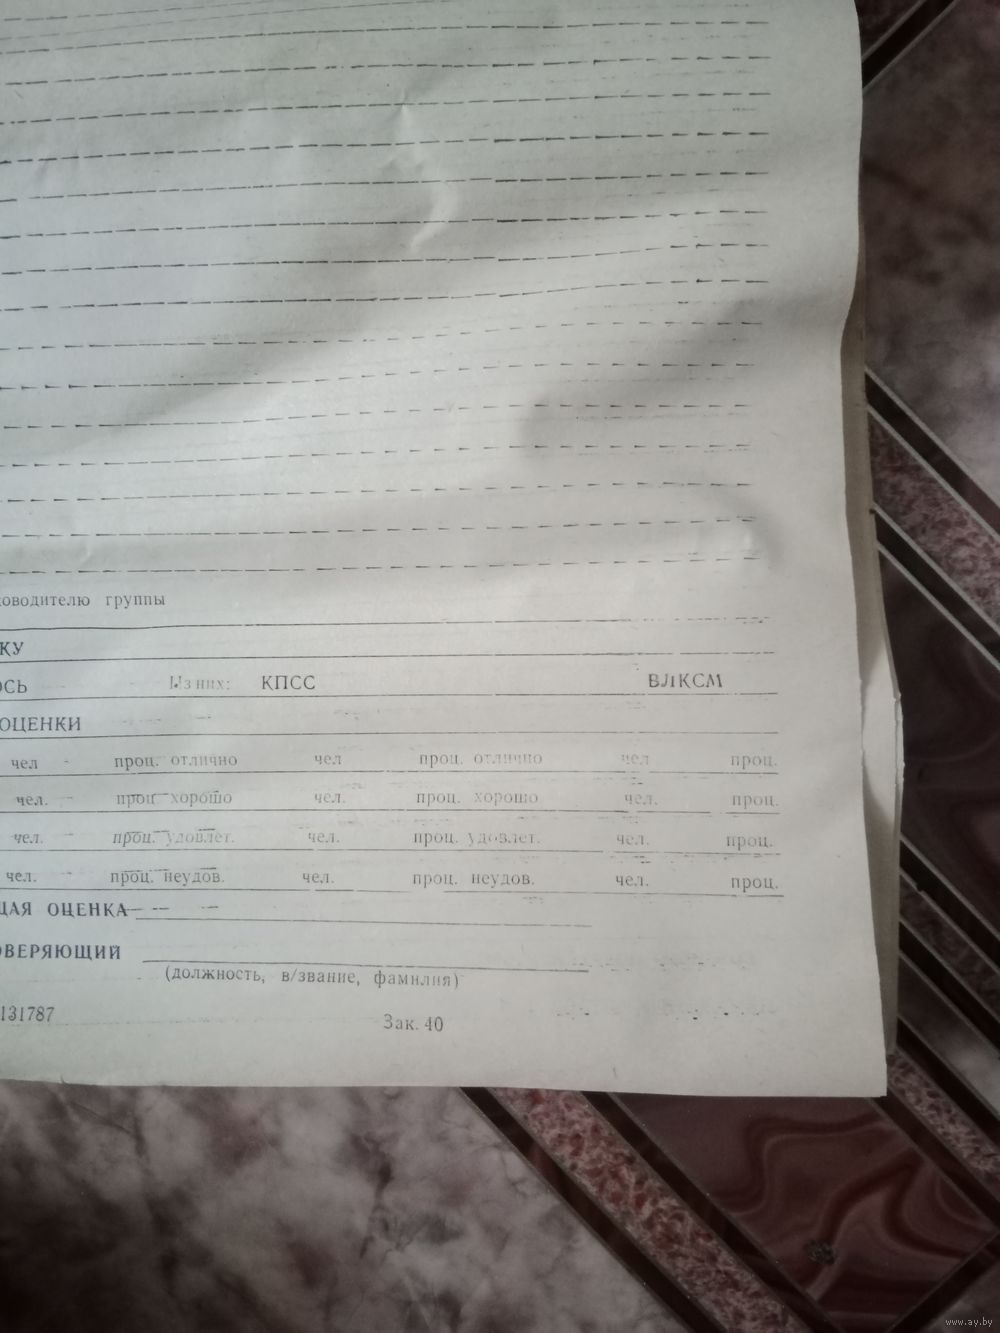 оводителю группы
КУ
ОСЬ Из них: КПСС ВЛКСМ
ОЦЕНКИ
чел проц. отлично чел проц. отлично чел проц.
чел. проц хорошо чел. проц. хорошо чел. проц.
чел. проц. удовлет. чел. проц. удовлет. чел. проц.
чел. проц. неудов. чел. проц. неудов. чел. проц.
ЩАЯ ОЦЕНКА
ОВЕРЯЮЩИЙ
(должность, в/звание, фамилия)
131787 Зак. 40
www.ay.by